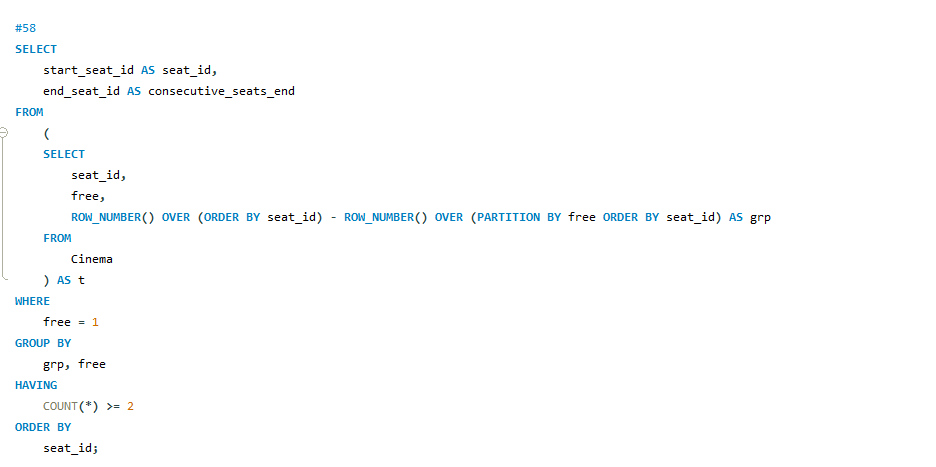 #58
SELECT
start_seat_id AS seat_id,
end_seat_id AS consecutive_seats_end
FROM
(
SELECT
seat_id,
free,
ROW_NUMBER() OVER (ORDER BY seat_id) - ROW_NUMBER() OVER (PARTITION BY free ORDER BY seat_id) AS grp
FROM
Cinema
) AS t
WHERE
free = 1
GROUP BY
grp, free
HAVING
COUNT(*) >= 2
ORDER BY
seat_id;